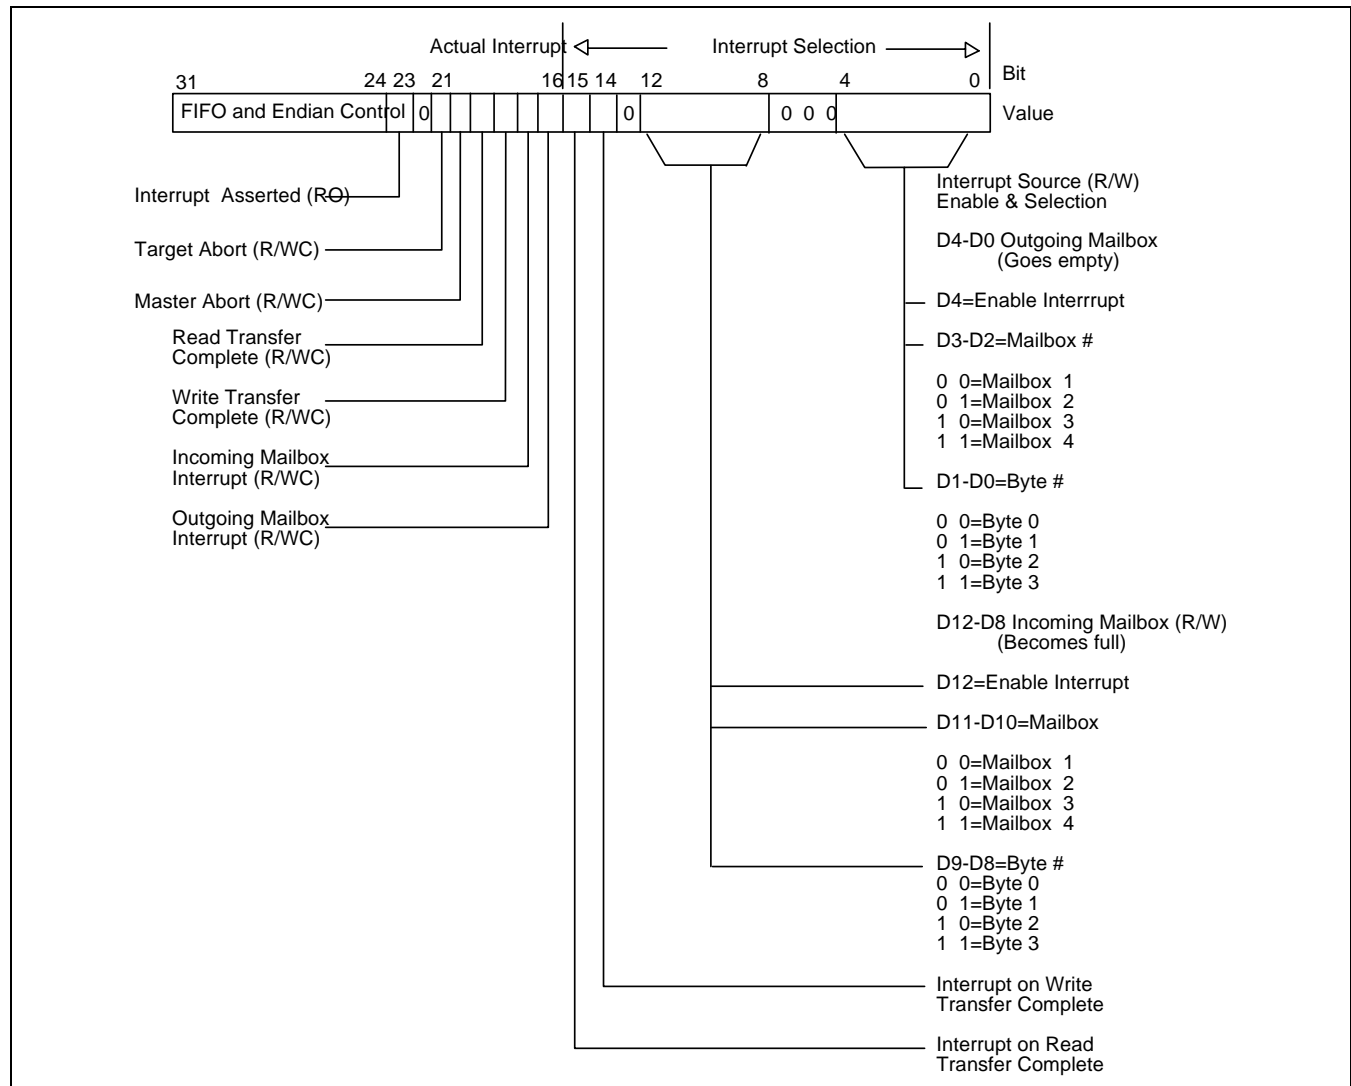 Actual Interrupt Interrupt Selection
31 24 23 21 16 15 14 12 8 4 0 Bit
FIFO and Endian Control 0 0 0 0 0 Value
Interrupt Asserted (RO)
Target Abort (R/WC)
Master Abort (R/WC)
Read Transfer
Complete (R/WC)
Write Transfer
Complete (R/WC)
Incoming Mailbox
Interrupt (R/WC)
Outgoing Mailbox
Interrupt (R/WC)
Interrupt Source (R/W)
Enable & Selection
D4-D0 Outgoing Mailbox
(Goes empty)
D4=Enable Interrrupt
D3-D2=Mailbox #
0 0=Mailbox 1
0 1=Mailbox 2
1 0=Mailbox 3
1 1=Mailbox 4
D1-D0=Byte #
0 0=Byte 0
0 1=Byte 1
1 0=Byte 2
1 1=Byte 3
D12-D8 Incoming Mailbox (R/W)
(Becomes full)
D12=Enable Interrupt
D11-D10=Mailbox
0 0=Mailbox 1
0 1=Mailbox 2
1 0=Mailbox 3
1 1=Mailbox 4
D9-D8=Byte #
0 0=Byte 0
0 1=Byte 1
1 0=Byte 2
1 1=Byte 3
Interrupt on Write
Transfer Complete
Interrupt on Read
Transfer Complete